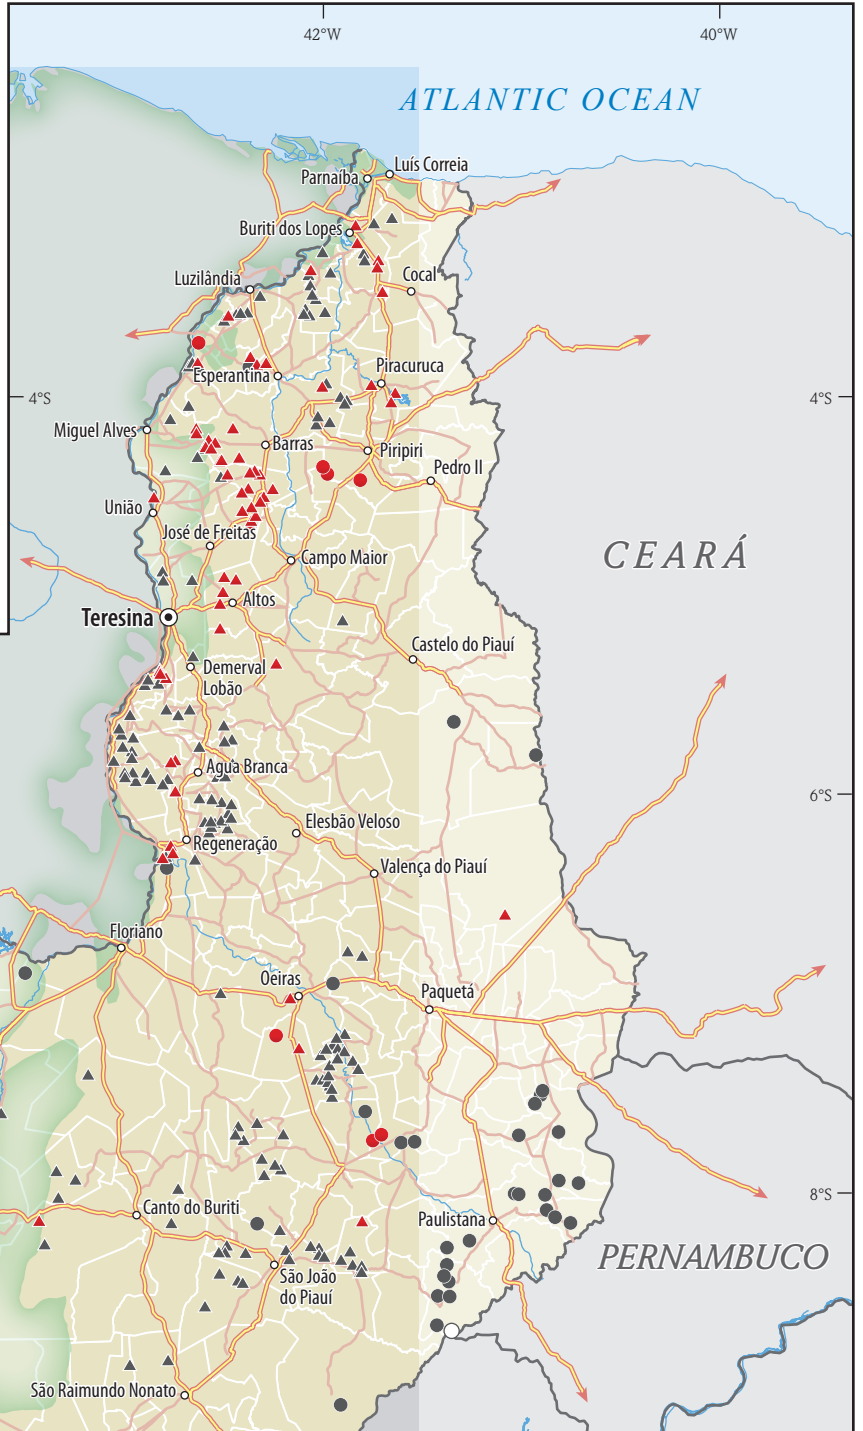 42°W
40°W
ATLANTIC OCEAN
Luís Correia
Parnaíba
Buriti dos Lopes
Cocal
Luzilândia
Piracuruca
Esperantina
4°S
4°S
Miguel Alves
Barras
Piripiri
Pedro II
União
José de Freitas
CEARÁ
Campo Maior
Altos
Teresina
Castelo do Piauí
Demerval
Lobão
Agua Branca
6°S
Elesbão Veloso
Regeneração
Valença do Piauí
Floriano
Oeiras
Paquetá
8°S
Canto do Buriti
Paulistana
PERNAMBUCO
São João
do Piauí
São Raimundo Nonato